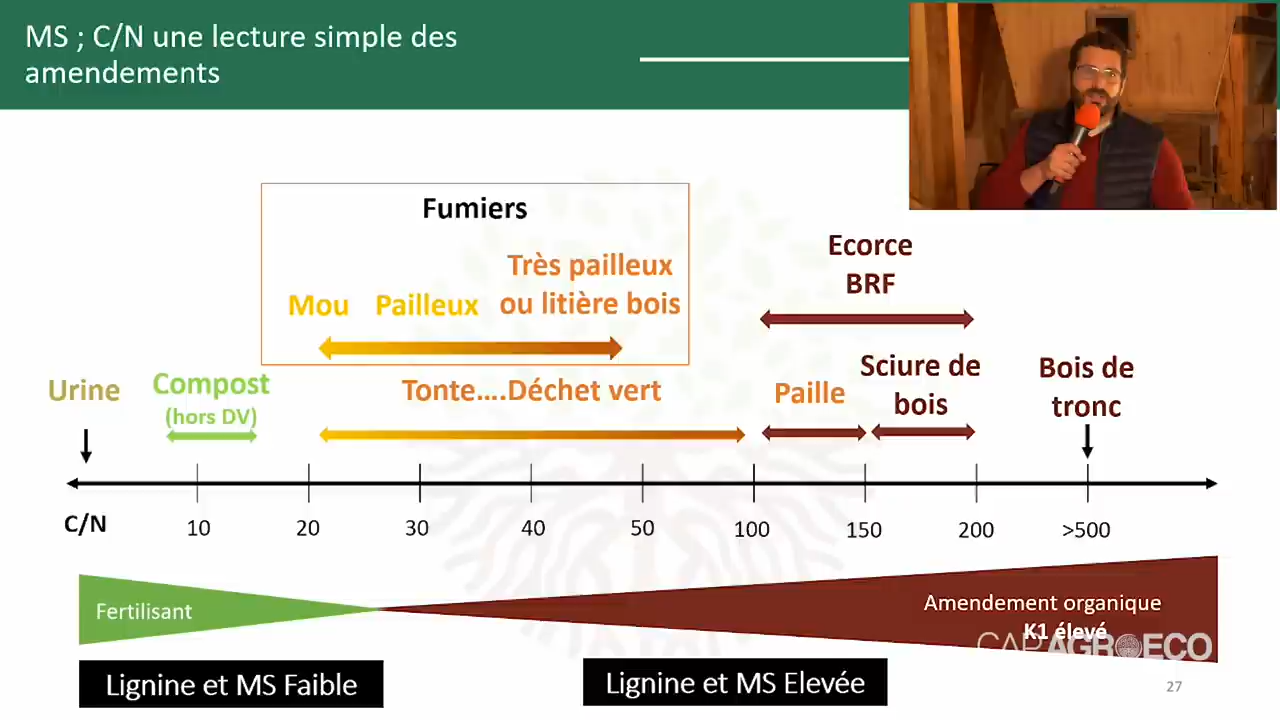 MS ; C/N une lecture simple des
amendements
Fumiers
Très pailleux
Mou Pailleux ou litière bois
Ecorce
BRF
Urine
Compost
(hors DV)
Tonte....Déchet vert
Paille
Sciure de
bois
Bois de
tronc
C/N 10 20 30 40 50 100 150 200 >500
Fertilisant
Amendement organique
K1 élevé
CAPAGROECO
Lignine et MS Faible
Lignine et MS Elevée
27